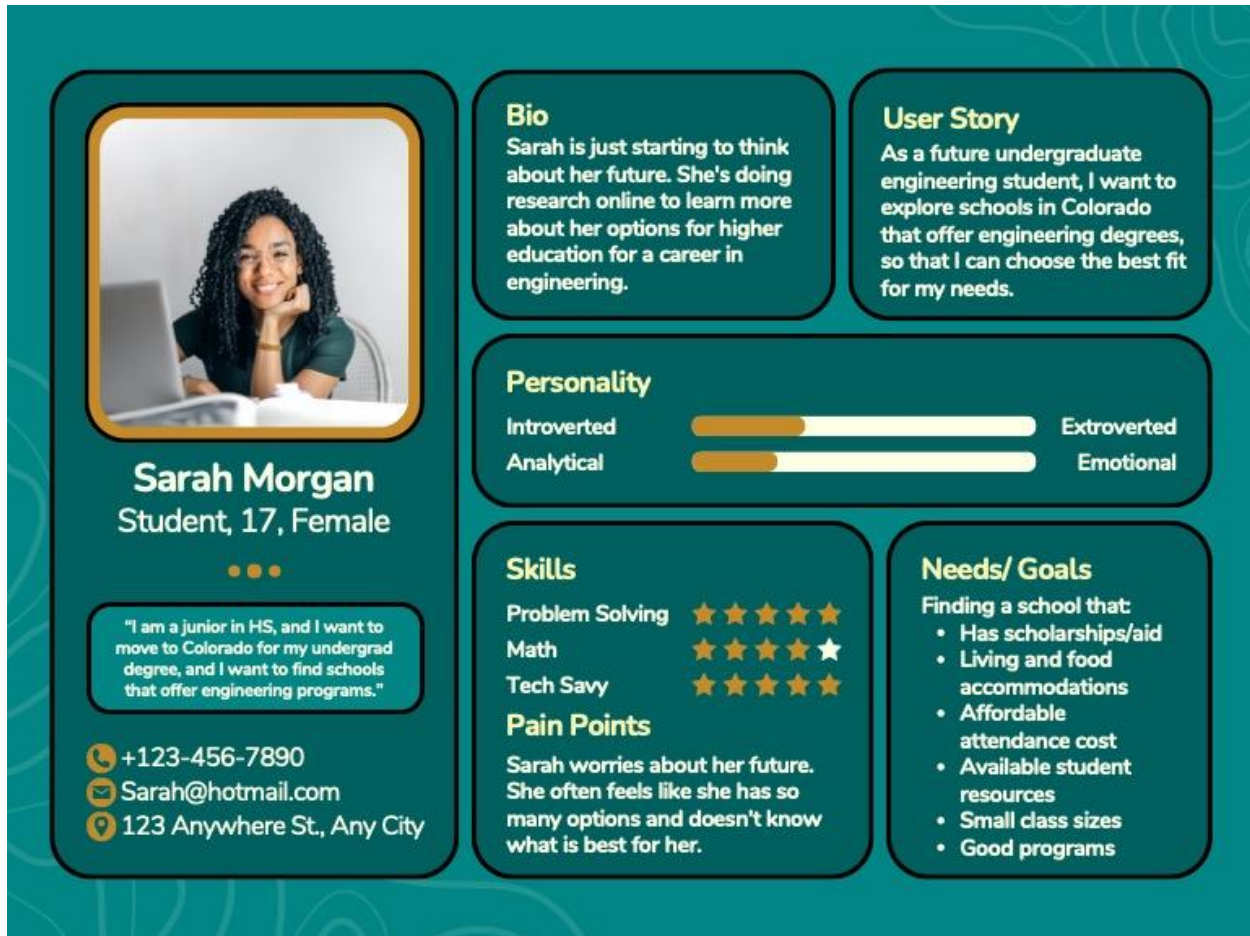 Sarah Morgan
Student, 17, Female
“I am a junior in HS, and I want to
move to Colorado for my undergrad
degree, and I want to find schools
that offer engineering programs.”
+123-456-7890
Sarah@hotmail.com
123 Anywhere St., Any City
Bio
Sarah is just starting to think
about her future. She's doing
research online to learn more
about her options for higher
education for a career in
engineering.
User Story
As a future undergraduate
engineering student, I want to
explore schools in Colorado
that offer engineering degrees,
so that I can choose the best fit
for my needs.
Personality
Introverted Extroverted
Analytical Emotional
Skills
Problem Solving
Math
Tech Savy
Pain Points
Sarah worries about her future.
She often feels like she has so
many options and doesn't know
what is best for her.
Needs/ Goals
Finding a school that:
• Has scholarships/aid
• Living and food
accommodations
• Affordable
attendance cost
• Available student
resources
• Small class sizes
• Good programs